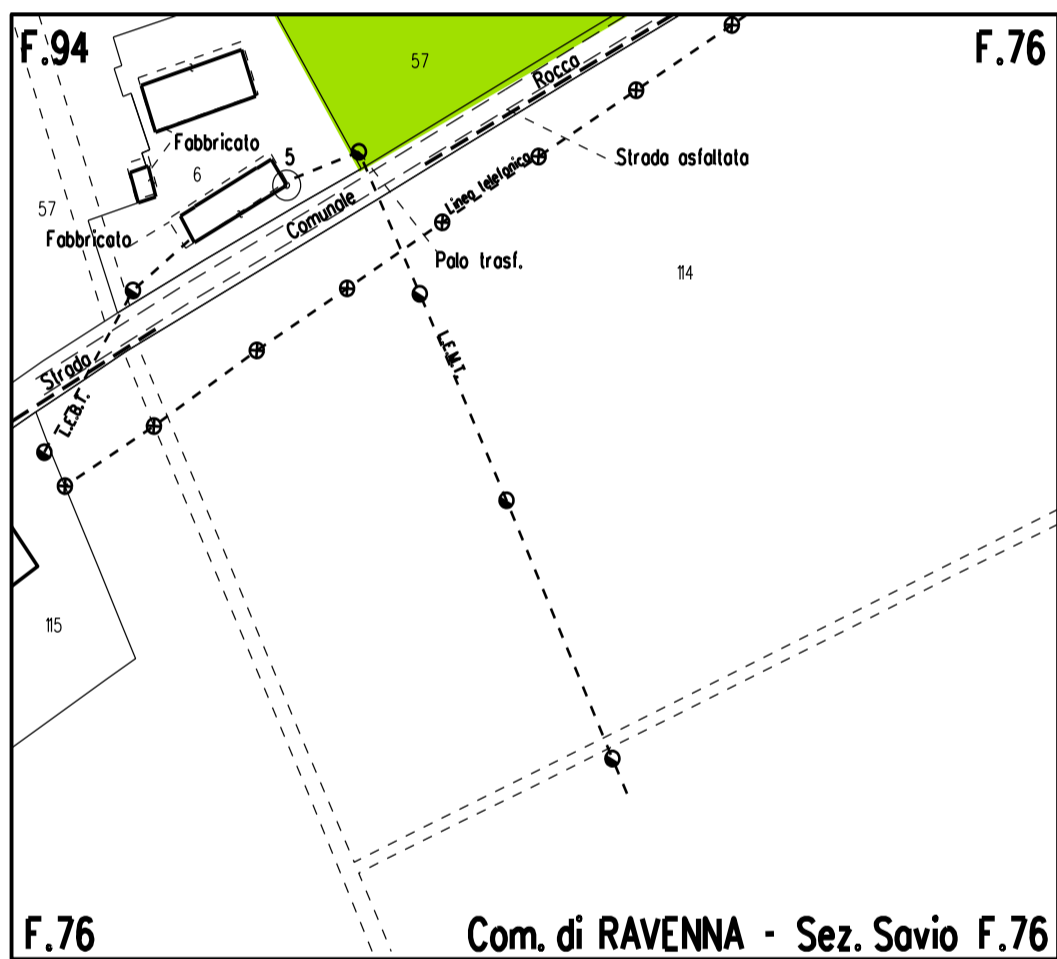 F.94
F.76
57
Rocca
Fabbricato
5
Strada asfaltata
6
Linea telefonica
57
Comunale
Fabbricato
Palo trasf.
114
L.E.M.T.
Strada
L.E.B.T.
115
F.76
Com. di RAVENNA - Sez. Savio F.76